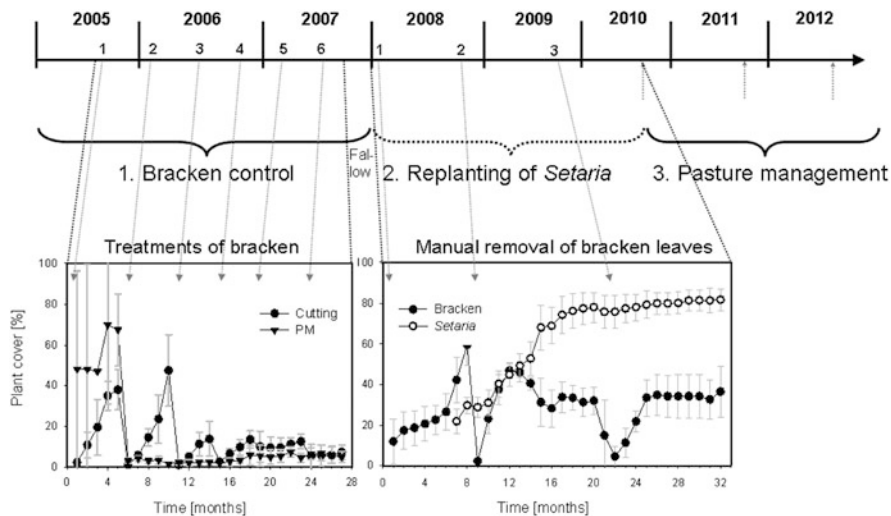 2005 2006 2007 2008 2009 2010 2011 2012
1 2 3 4 5 6 1 2 3
1. Bracken control
Fal-
low
2. Replanting of Setaria
3. Pasture management
Treatments of bracken
Plant cover [%]
100
80
60
40
20
0
Cutting
PM
0 4 8 12 16 20 24 28
Time [months]
Manual removal of bracken leaves
100
80
60
40
20
0
Bracken
Setaria
0 4 8 12 16 20 24 28 32
Time [months]